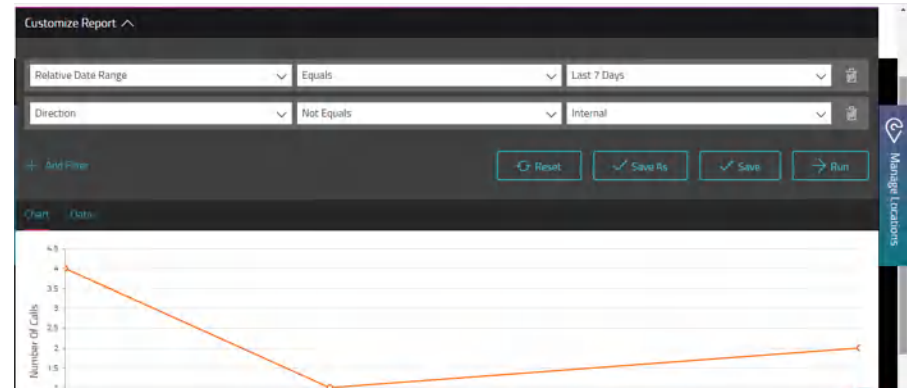 Customize Report
Relative Date Range Equals Last 7 Days
Direction Not Equals Internal
+ Add Filter Reset Save As Save Run
Manage Locations
Chart Data
Number Of Calls
4.5
4
3.5
3
2.5
2
1.5
1